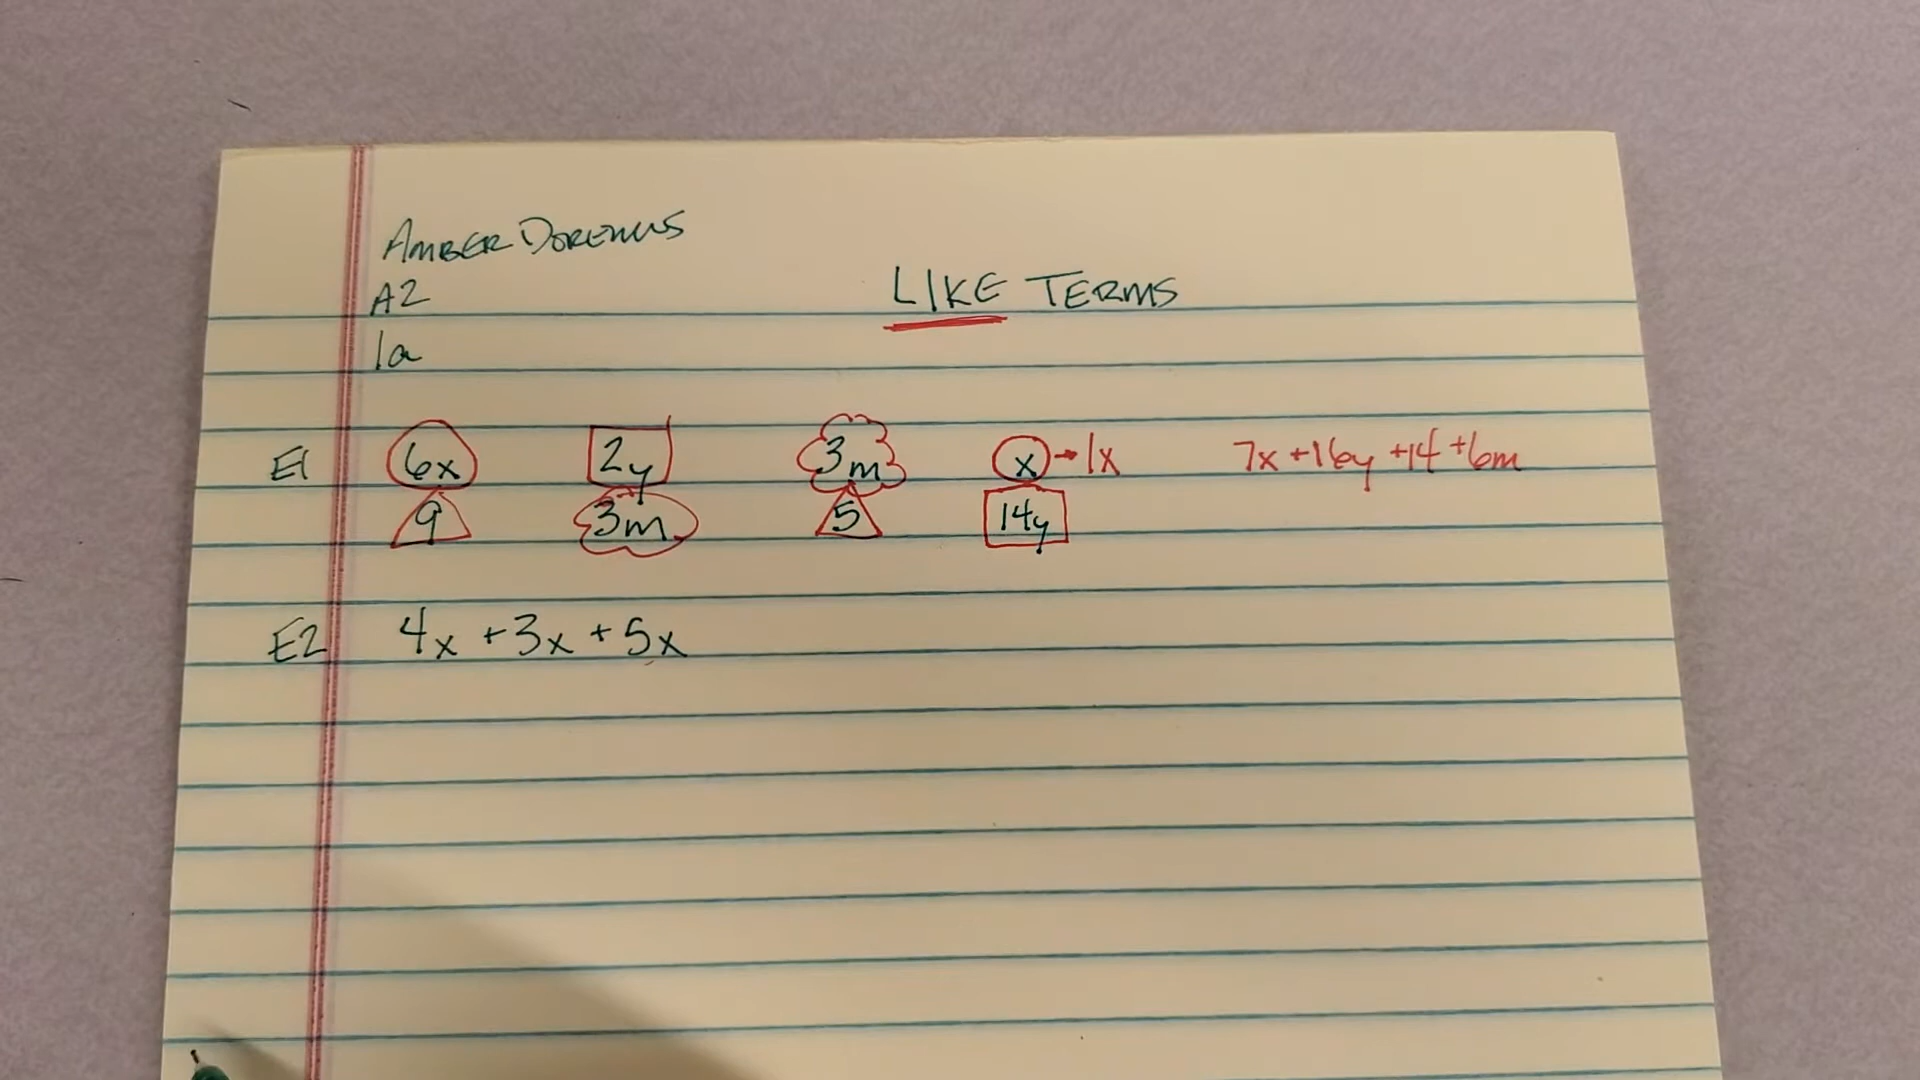 AMBER DOREMUS
A2
LIKE TERMS
1a
E1 6x 2y 3m x → 1x 7x + 16y + 14 + 6m
9 3m 5 14y
E2 4x + 3x + 5x